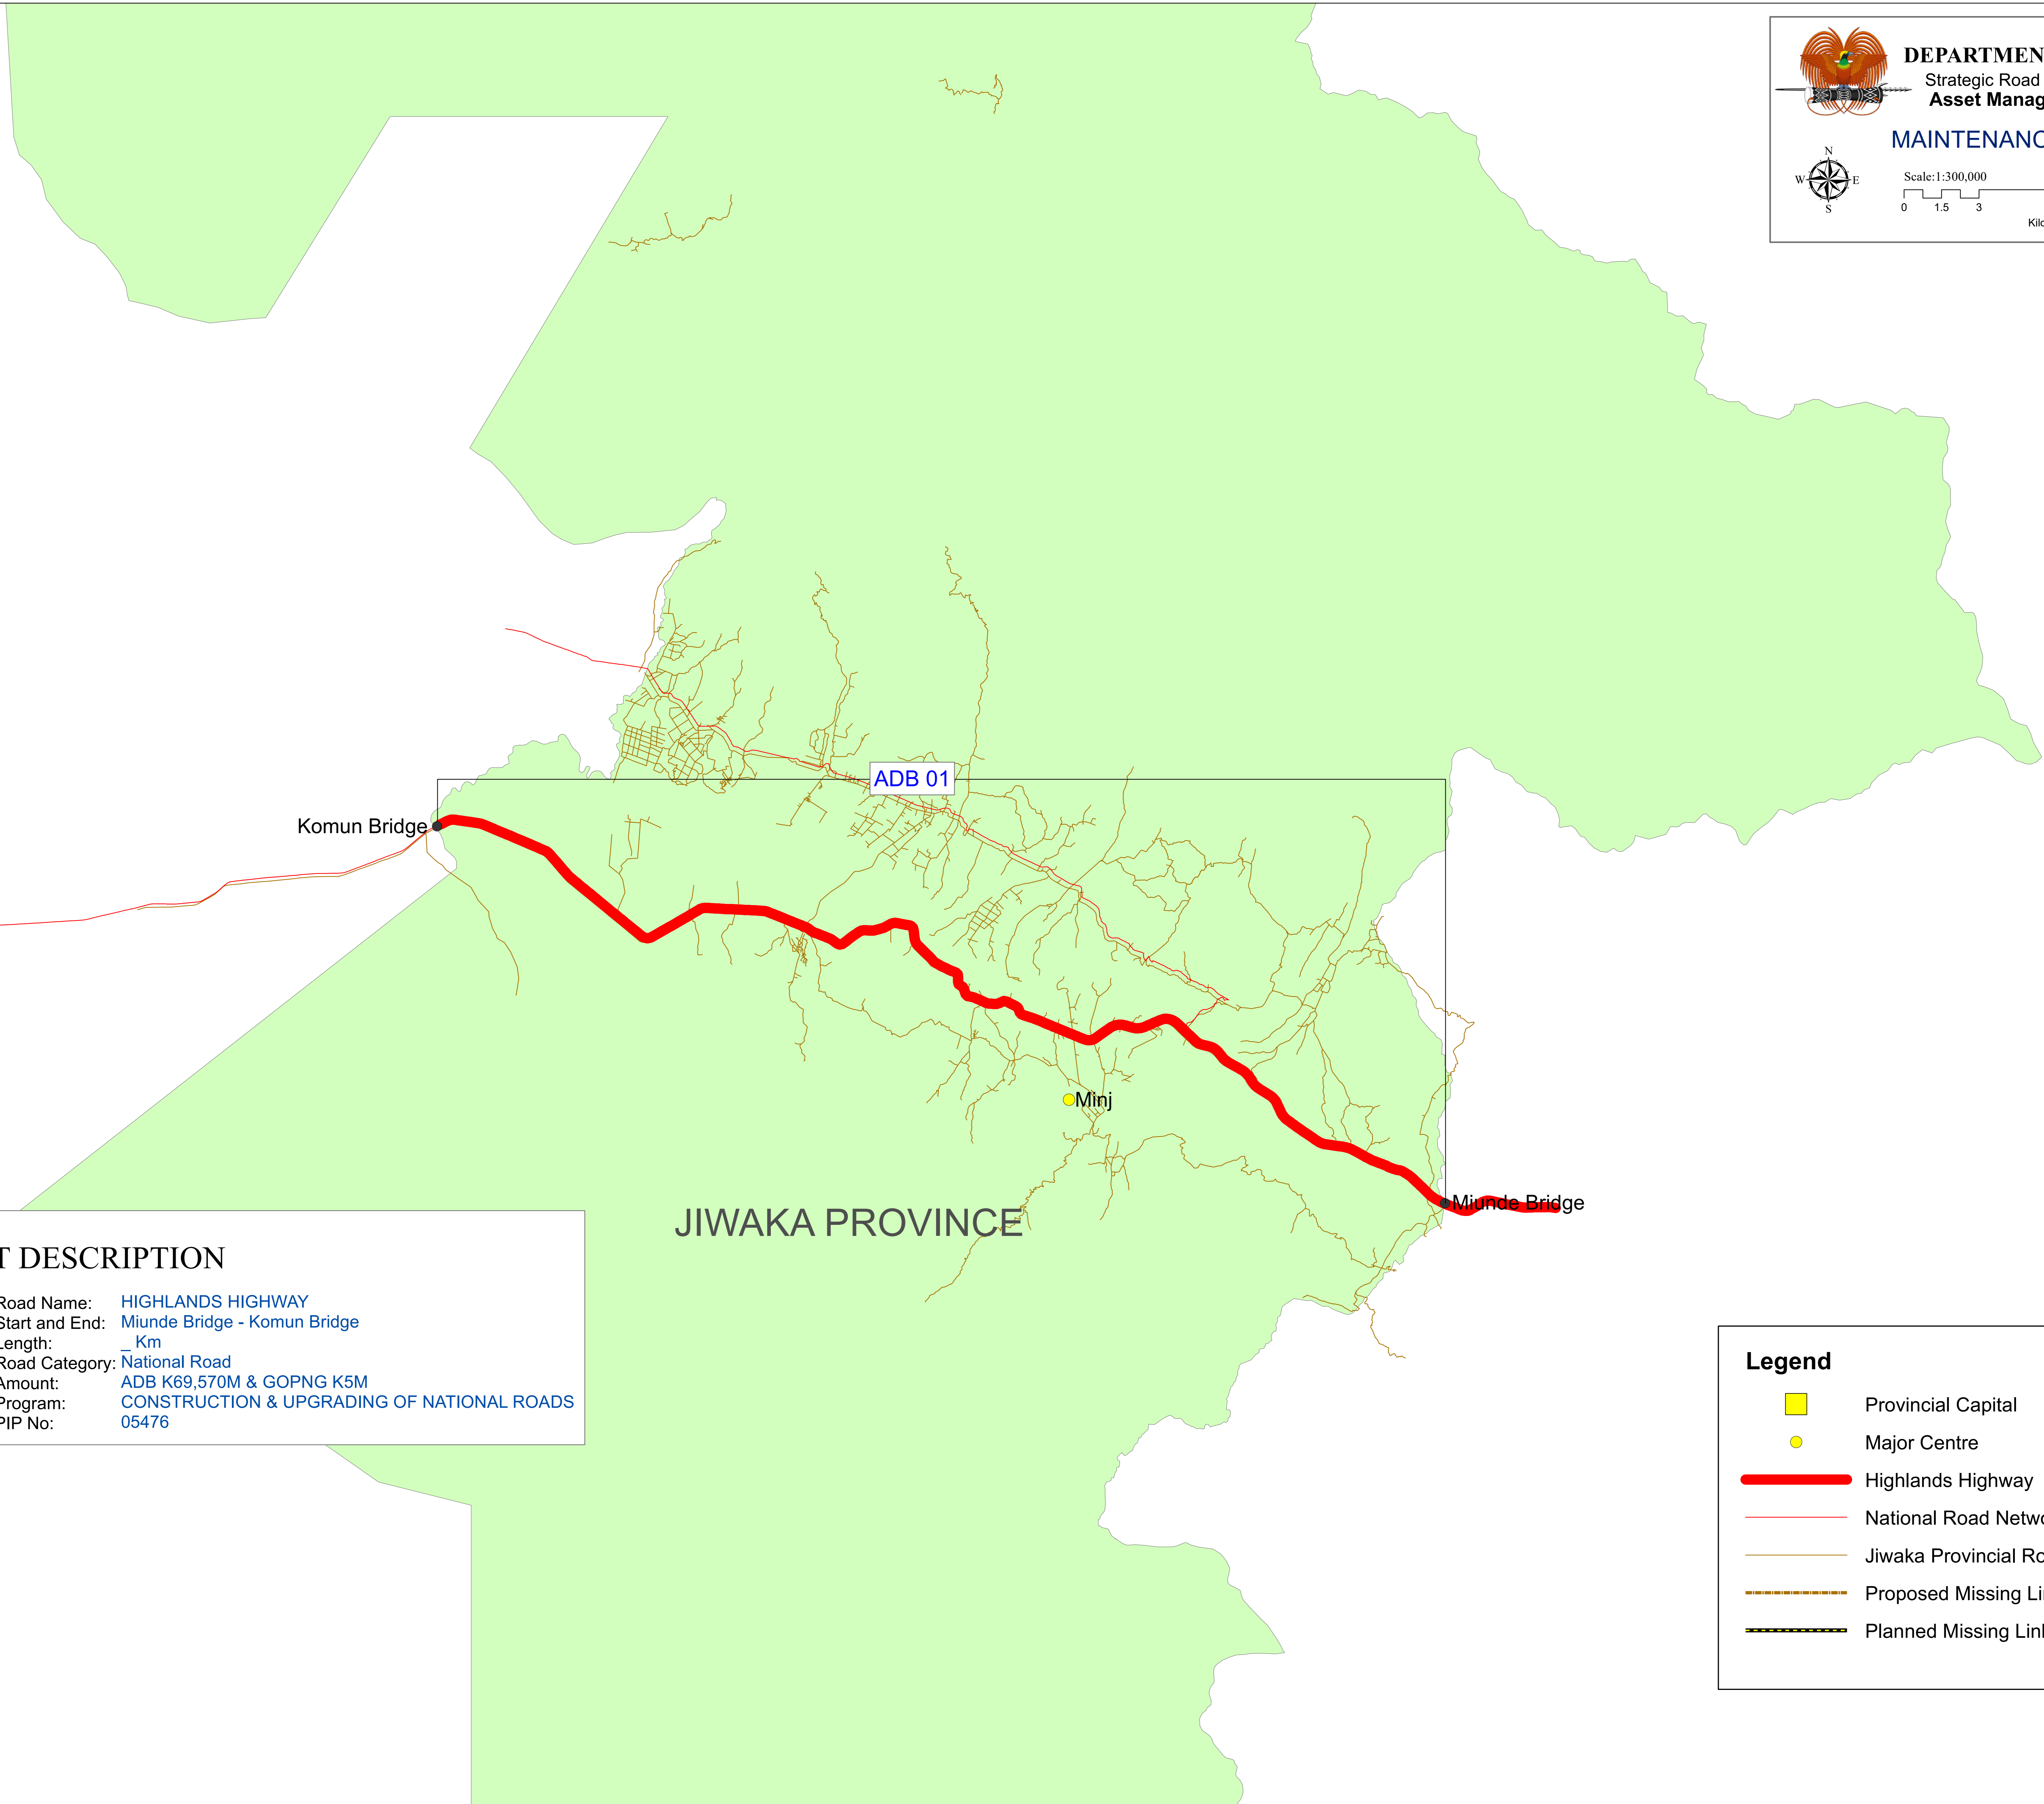 DEPARTMEN
Strategic Road
Asset Manag
MAINTENANC
N
W E
S
Scale:1:300,000
0 1.5 3
Kilo
ADB 01
Komun Bridge
Minj
Miunde Bridge
JIWAKA PROVINCE
T DESCRIPTION
Road Name: HIGHLANDS HIGHWAY
Start and End: Miunde Bridge - Komun Bridge
Length: _ Km
Road Category: National Road
Amount: ADB K69,570M & GOPNG K5M
Program: CONSTRUCTION & UPGRADING OF NATIONAL ROADS
PIP No: 05476
Legend
Provincial Capital
Major Centre
Highlands Highway
National Road Netwo
Jiwaka Provincial Ro
Proposed Missing Li
Planned Missing Link